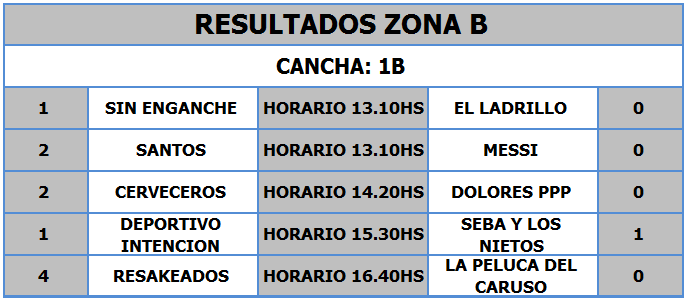 RESULTADOS ZONA B
CANCHA: 1B
1 SIN ENGANCHE HORARIO 13.10HS EL LADRILLO 0
2 SANTOS HORARIO 13.10HS MESSI 0
2 CERVECEROS HORARIO 14.20HS DOLORES PPP 0
1 DEPORTIVO INTENCION HORARIO 15.30HS SEBA Y LOS NIETOS 1
4 RESAKEADOS HORARIO 16.40HS LA PELUCA DEL CARUSO 0